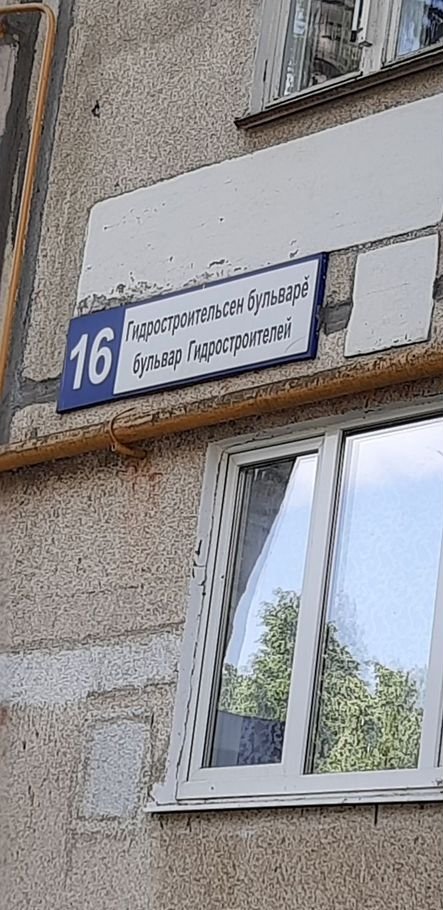 16
Гидростроительсен бульварӗ
бульвар Гидростроителей